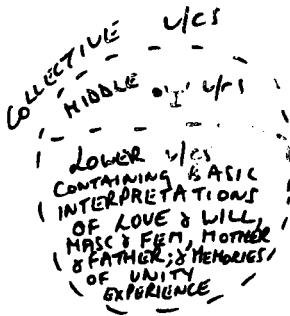 COLLECTIVE U/CS
MIDDLE • I U/CS
LOWER U/CS
CONTAINING BASIC
INTERPRETATIONS
OF LOVE & WILL,
MASC & FEM, MOTHER
& FATHER; & MEMORIES
OF UNITY
EXPERIENCE